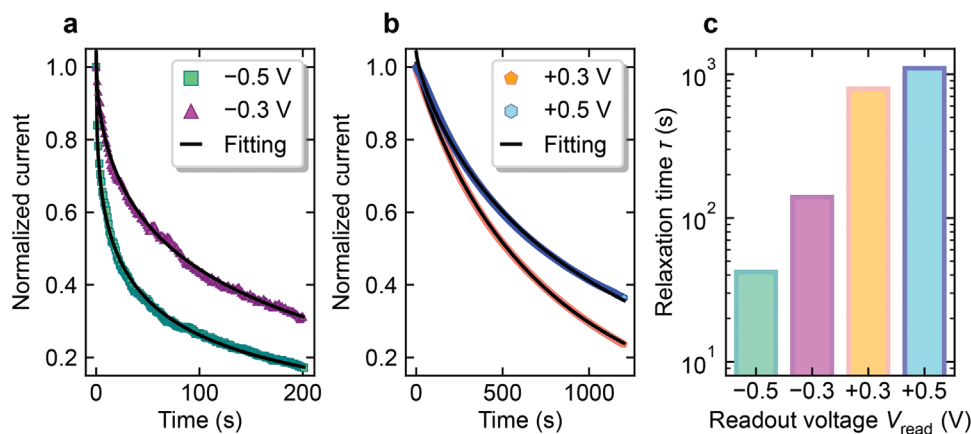 a
Normalized current
1.0
0.8
0.6
0.4
0.2
−0.5 V
−0.3 V
Fitting
0
100
200
Time (s)
b
Normalized current
1.0
0.8
0.6
0.4
0.2
+0.3 V
+0.5 V
Fitting
0
500
1000
Time (s)
c
Relaxation time τ (s)
10³
10²
10¹
−0.5
−0.3
+0.3
+0.5
Readout voltage V_read (V)